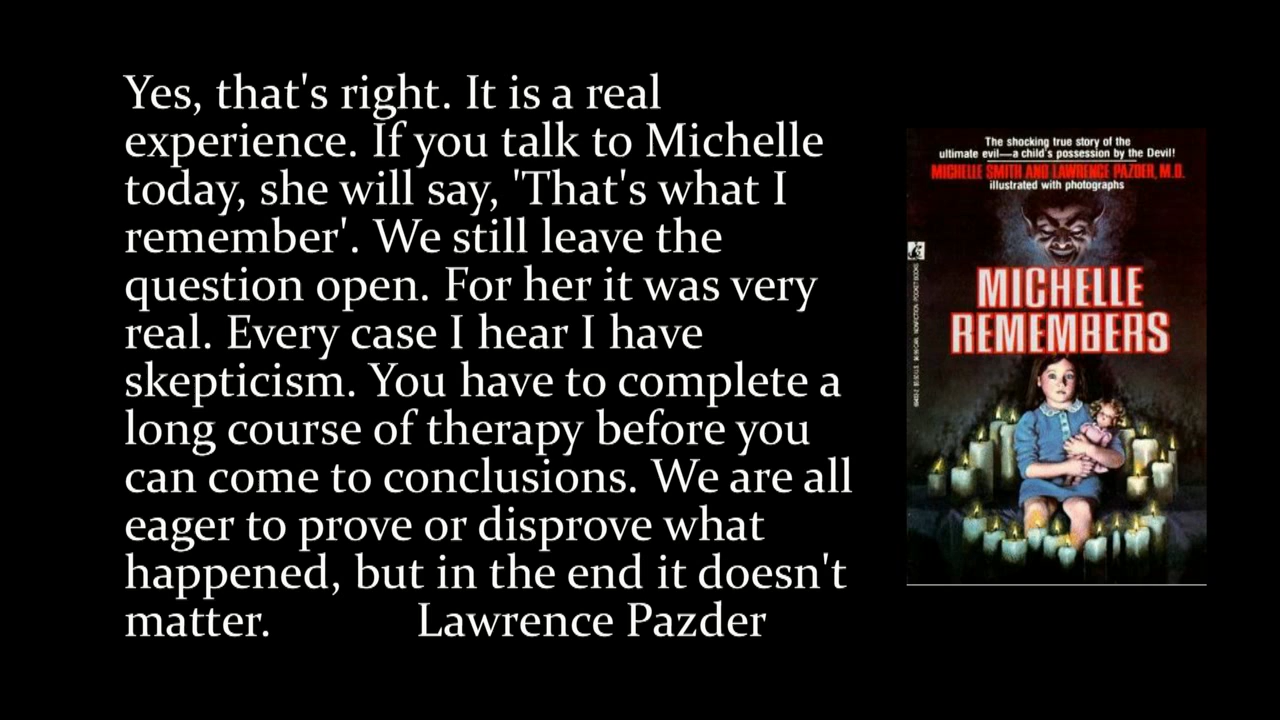 Yes, that's right. It is a real
experience. If you talk to Michelle
today, she will say, 'That's what I
remember'. We still leave the
question open. For her it was very
real. Every case I hear I have
skepticism. You have to complete a
long course of therapy before you
can come to conclusions. We are all
eager to prove or disprove what
happened, but in the end it doesn't
matter. Lawrence Pazder
The shocking true story of the
ultimate evil—a child's possession by the Devil!
MICHELLE SMITH AND LAWRENCE PAZDER, M.D.
illustrated with photographs
MICHELLE
REMEMBERS